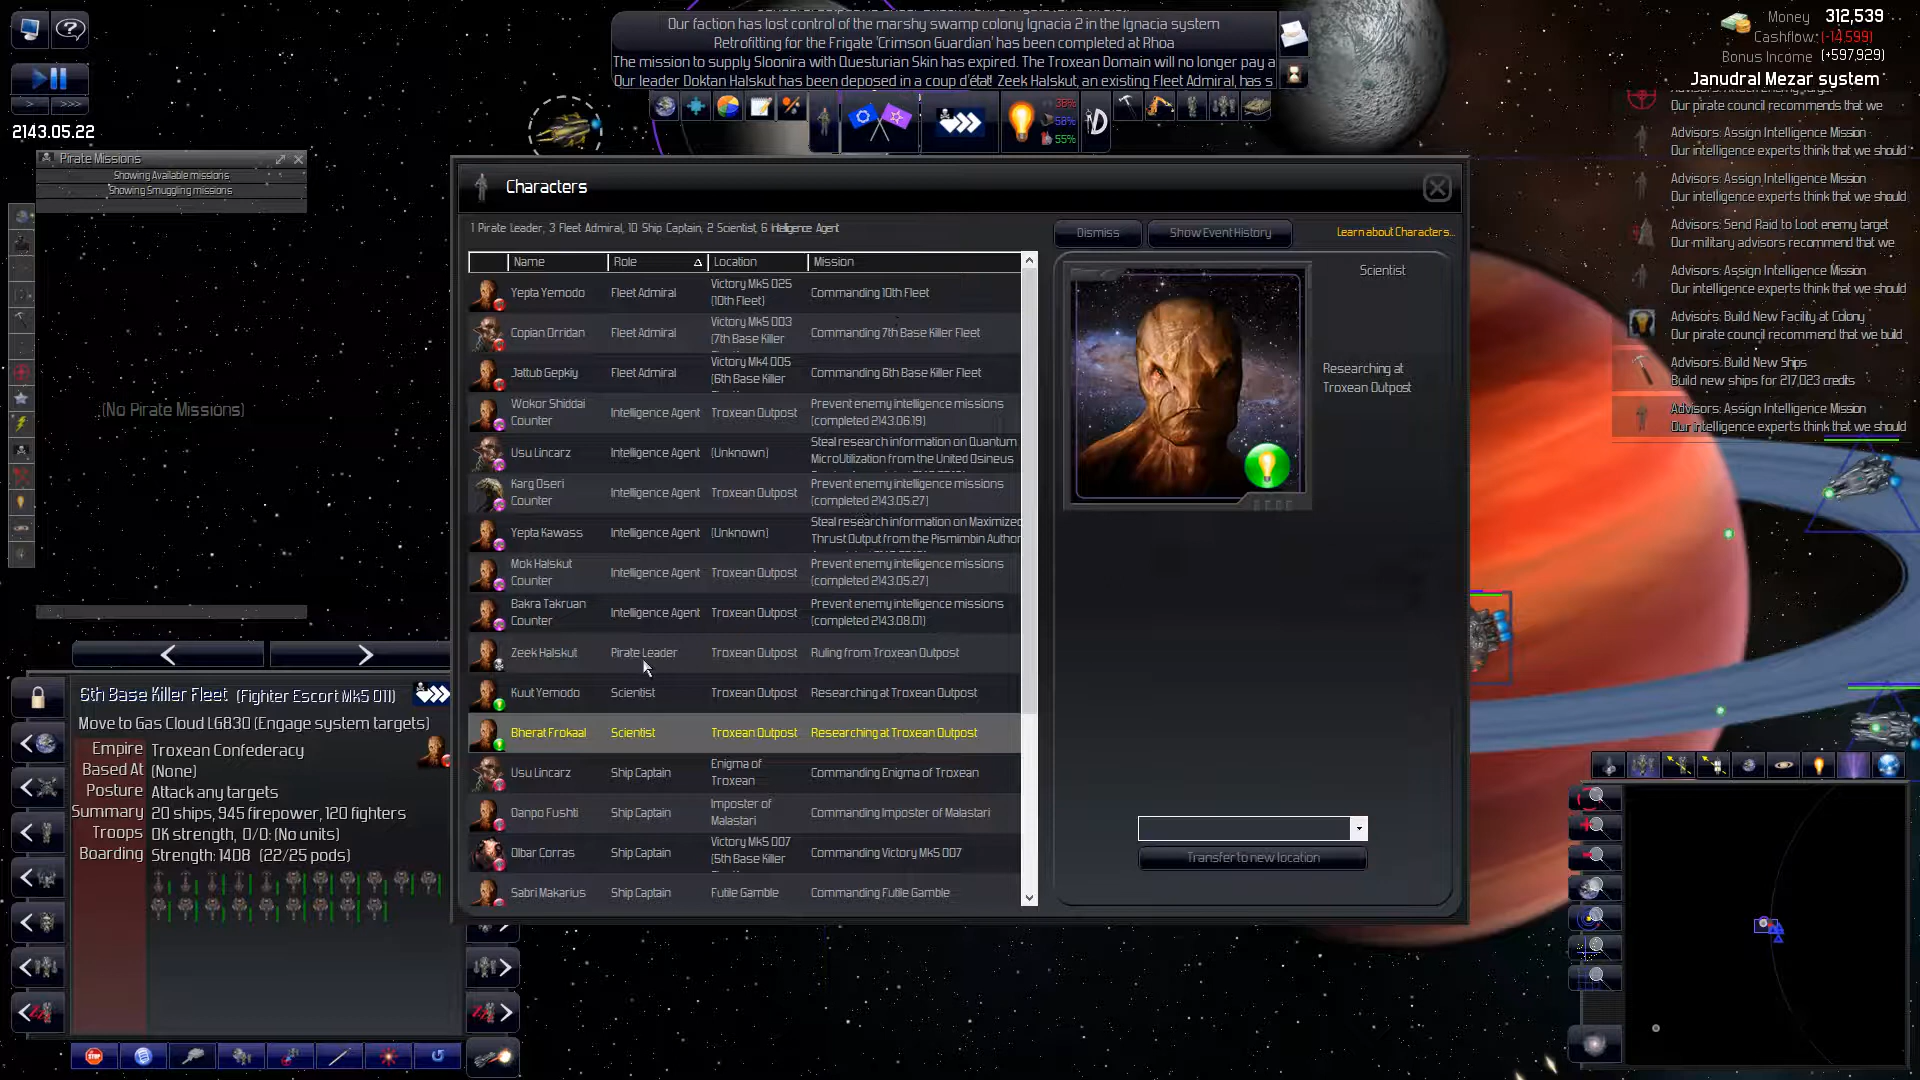 Our faction has lost control of the marshy swamp colony Ignacia 2 in the Ignacia system
Retrofitting for the Frigate 'Crimson Guardian' has been completed at Rhoa
The mission to supply Sloonira with Questurian Skin has expired. The Troxean Domain will no longer pay a
Our leader Doktan Halskut has been deposed in a coup d'état! Zeek Halskut, an existing Fleet Admiral, has s
Money 312,539
Cashflow (-14,599)
Bonus Income (+597,929)
Janudral Mezar system
2143.05.22
38%
58%
55%
Pirate Missions
Showing Available missions
Showing Smuggling missions
(No Pirate Missions)
Our pirate council recommends that we
Advisors: Assign Intelligence Mission
Our intelligence experts think that we should
Advisors: Assign Intelligence Mission
Our intelligence experts think that we should
Advisors: Send Raid to Loot enemy target
Our military advisors recommend that we
Advisors: Assign Intelligence Mission
Our intelligence experts think that we should
Advisors: Build New Facility at Colony
Our pirate council recommend that we build
Advisors: Build New Ships
Build new ships for 217,023 credits
Advisors: Assign Intelligence Mission
Our intelligence experts think that we should
Characters
1 Pirate Leader, 3 Fleet Admiral, 10 Ship Captain, 2 Scientist, 6 Intelligence Agent
Dismiss
Show Event History
Learn about Characters...
Name Role Location Mission
Yepta Yemodo Fleet Admiral Victory Mk5 025 (10th Fleet) Commanding 10th Fleet
Copian Orridan Fleet Admiral Victory Mk5 003 (7th Base Killer Commanding 7th Base Killer Fleet
Jattub Gepkiy Fleet Admiral Victory Mk4 005 (6th Base Killer Commanding 6th Base Killer Fleet
Wokor Shiddai Counter Intelligence Agent Troxean Outpost Prevent enemy intelligence missions (completed 2143.06.19)
Usu Lincarz Intelligence Agent (Unknown) Steal research information on Quantum MicroUtilization from the United Osineus
Karg Oseri Counter Intelligence Agent Troxean Outpost Prevent enemy intelligence missions (completed 2143.05.27)
Yepta Kawass Intelligence Agent (Unknown) Steal research information on Maximized Thrust Output from the Pismimbin Author
Mok Halskut Counter Intelligence Agent Troxean Outpost Prevent enemy intelligence missions (completed 2143.05.27)
Bakra Takruan Counter Intelligence Agent Troxean Outpost Prevent enemy intelligence missions (completed 2143.08.01)
Zeek Halskut Pirate Leader Troxean Outpost Ruling from Troxean Outpost
Kuut Yemodo Scientist Troxean Outpost Researching at Troxean Outpost
Bherat Frokaal Scientist Troxean Outpost Researching at Troxean Outpost
Usu Lincarz Ship Captain Enigma of Troxean Commanding Enigma of Troxean
Danpo Fushti Ship Captain Imposter of Malastari Commanding Imposter of Malastari
Olbar Corras Ship Captain Victory Mk5 007 (5th Base Killer Commanding Victory Mk5 007
Sabri Makarius Ship Captain Futile Gamble Commanding Futile Gamble
Scientist
Researching at
Troxean Outpost
Transfer to new location
6th Base Killer Fleet (Fighter Escort Mk5 011)
Move to Gas Cloud LG830 (Engage system targets)
Empire Troxean Confederacy
Based At (None)
Posture Attack any targets
Summary 20 ships, 945 firepower, 120 fighters
Troops 0K strength, 0/0: (No units)
Boarding Strength: 1408 (22/25 pods)
STOP